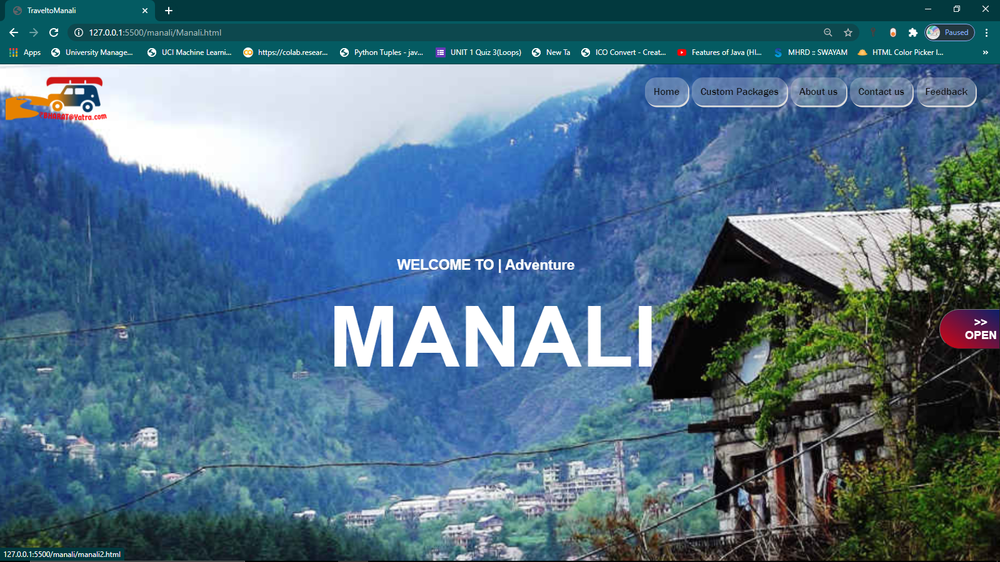 TraveltoManali
127.0.0.1:5500/manali/Manali.html
Paused
Apps
University Manage...
UCI Machine Learni...
https://colab.resear...
Python Tuples - jav...
UNIT 1 Quiz 3(Loops)
New Ta
ICO Convert - Creat...
Features of Java (HI...
MHRD :: SWAYAM
HTML Color Picker I...
»
BHARAT@Yatra.com
Home
Custom Packages
About us
Contact us
Feedback
WELCOME TO | Adventure
MANALI
>>
OPEN
127.0.0.1:5500/manali/manali2.html